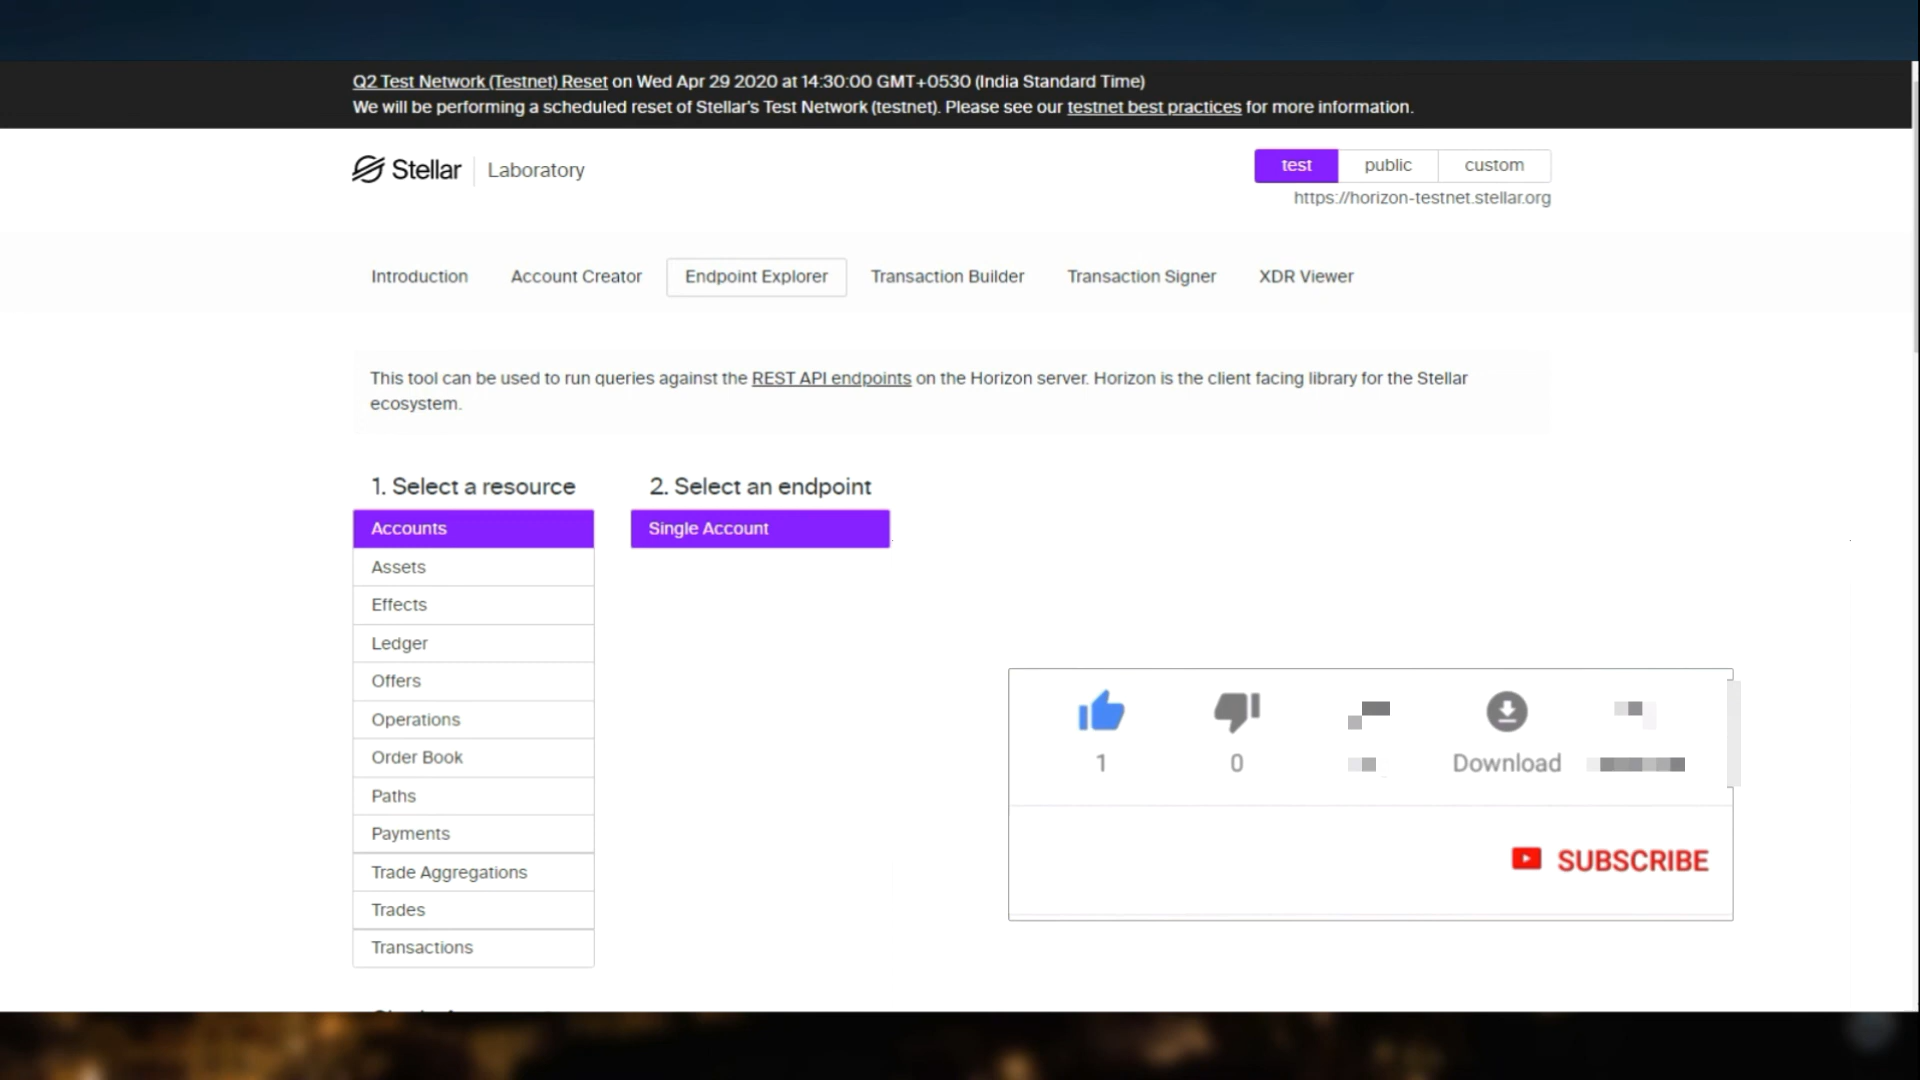 Q2 Test Network (Testnet) Reset on Wed Apr 29 2020 at 14:30:00 GMT+0530 (India Standard Time)
We will be performing a scheduled reset of Stellar's Test Network (testnet). Please see our testnet best practices for more information.
Stellar | Laboratory
test public custom
https://horizon-testnet.stellar.org
Introduction Account Creator Endpoint Explorer Transaction Builder Transaction Signer XDR Viewer
This tool can be used to run queries against the REST API endpoints on the Horizon server. Horizon is the client facing library for the Stellar
ecosystem.
1. Select a resource
2. Select an endpoint
Accounts
Single Account
Assets
Effects
Ledger
Offers
Operations
Order Book
Paths
Payments
Trade Aggregations
Trades
Transactions
1 0 Download
SUBSCRIBE